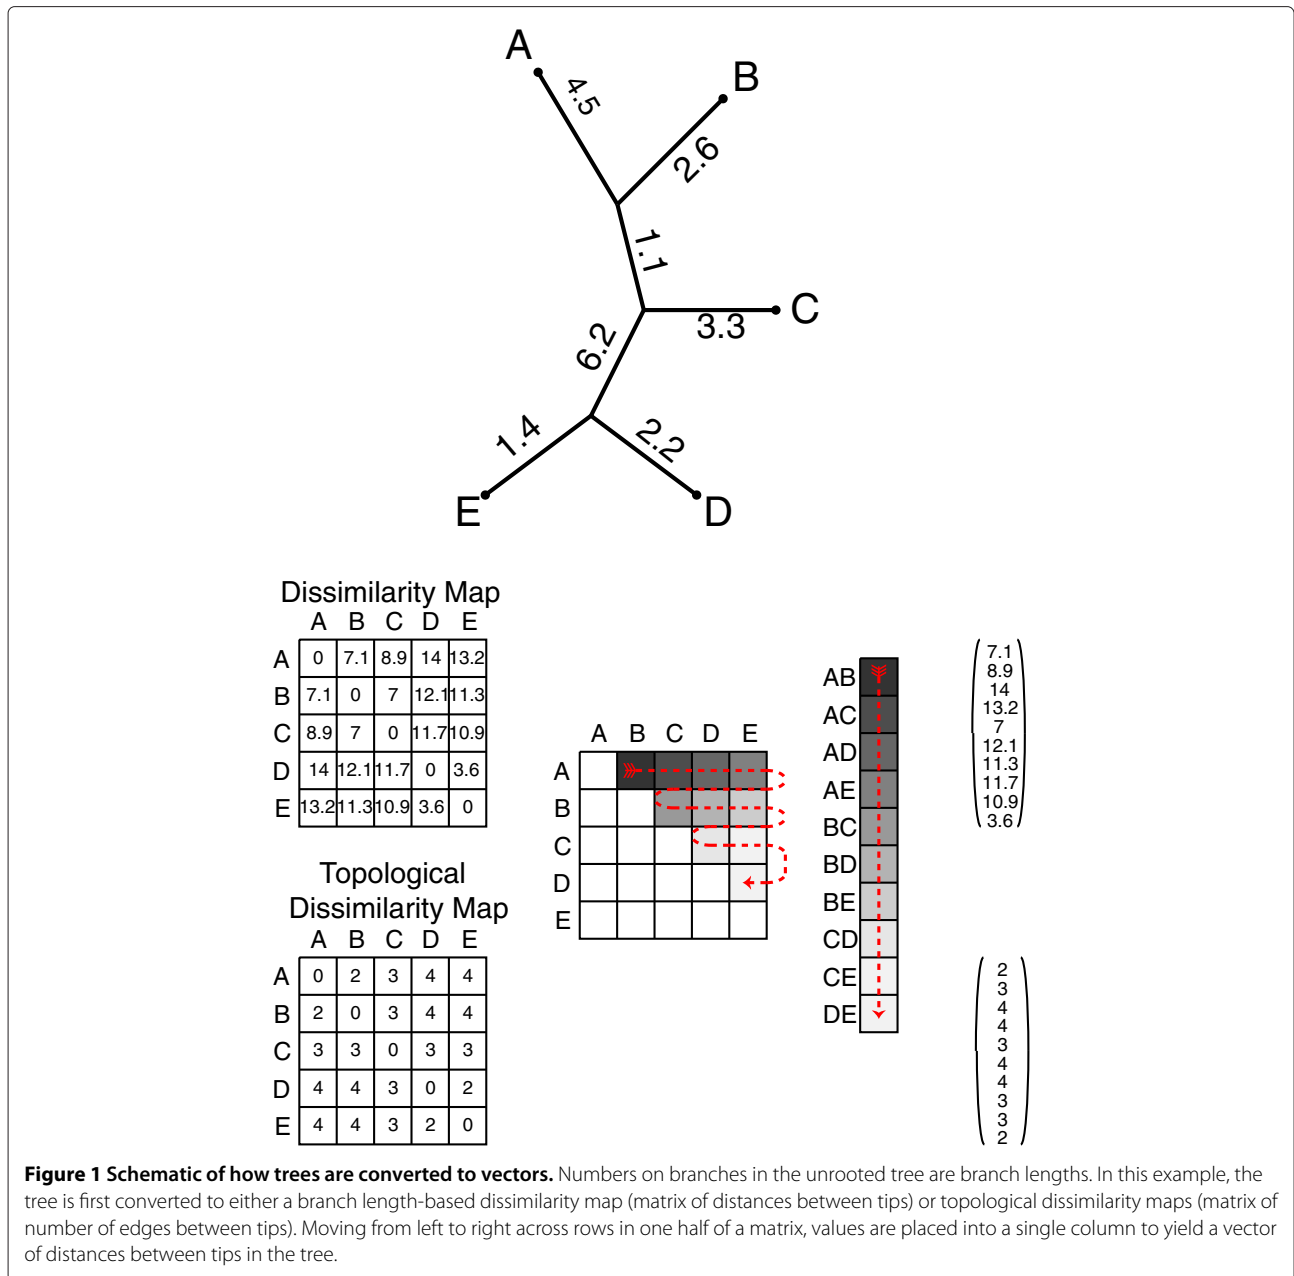 A
B
4.5
2.6
1.1
C
3.3
6.2
1.4
2.2
E
D
Dissimilarity Map
A B C D E
A 0 7.1 8.9 14 13.2
B 7.1 0 7 12.1 11.3
C 8.9 7 0 11.7 10.9
D 14 12.1 11.7 0 3.6
E 13.2 11.3 10.9 3.6 0
Topological
Dissimilarity Map
A B C D E
A 0 2 3 4 4
B 2 0 3 4 4
C 3 3 0 3 3
D 4 4 3 0 2
E 4 4 3 2 0
A B C D E
A
B
C
D
E
AB
AC
AD
AE
BC
BD
BE
CD
CE
DE
7.1
8.9
14
13.2
7
12.1
11.3
11.7
10.9
3.6
2
3
4
4
3
4
4
3
3
2
Figure 1 Schematic of how trees are converted to vectors. Numbers on branches in the unrooted tree are branch lengths. In this example, the
tree is first converted to either a branch length-based dissimilarity map (matrix of distances between tips) or topological dissimilarity maps (matrix of
number of edges between tips). Moving from left to right across rows in one half of a matrix, values are placed into a single column to yield a vector
of distances between tips in the tree.